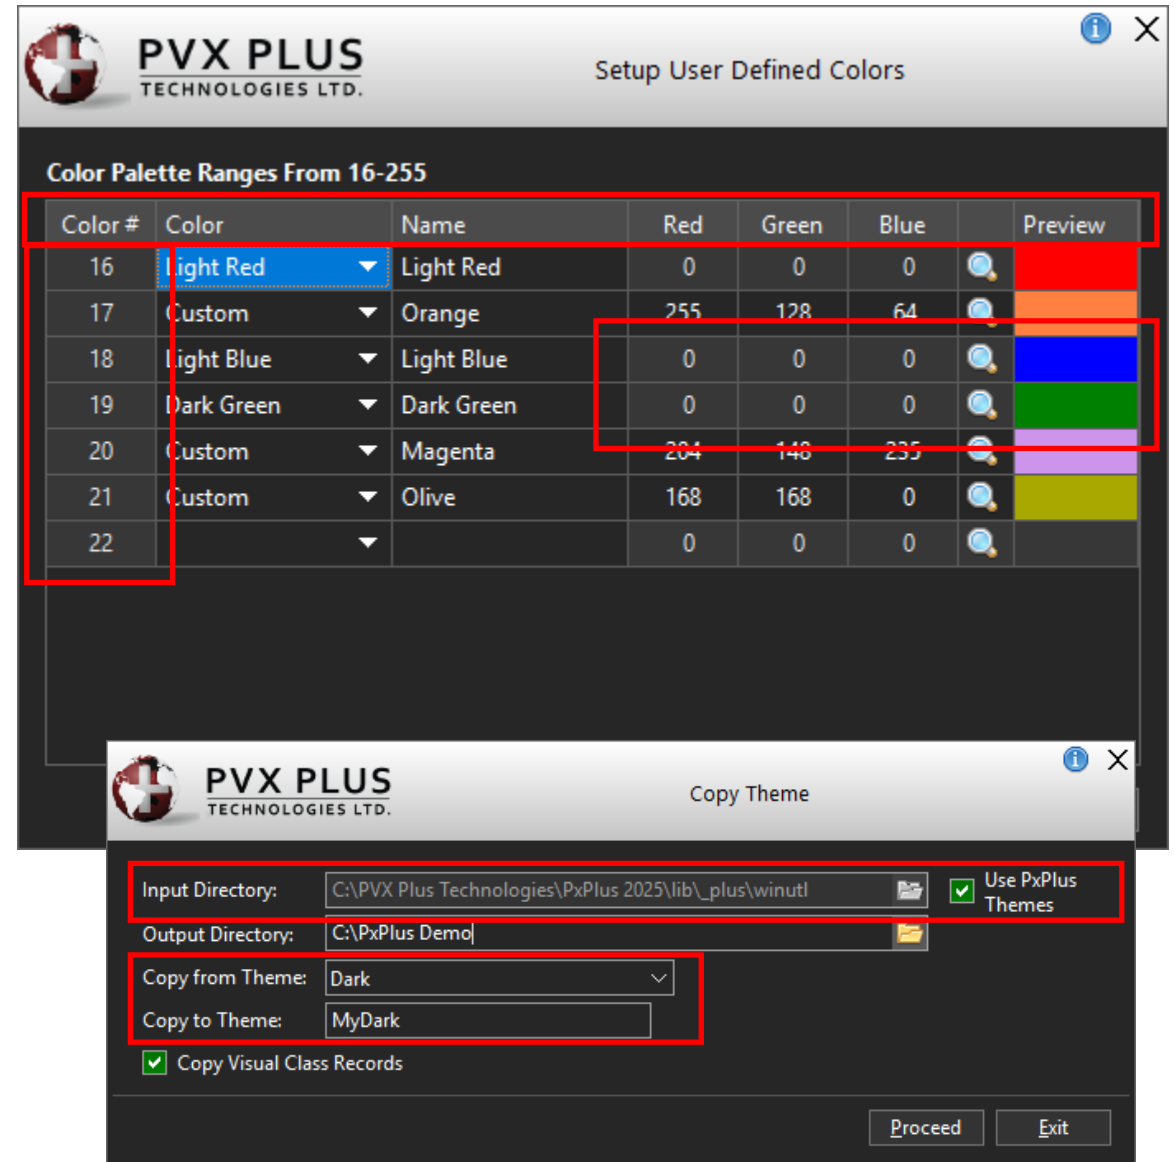 PVX PLUS
TECHNOLOGIES LTD.
Setup User Defined Colors
Color Palette Ranges From 16-255
Color # Color Name Red Green Blue Preview
16 Light Red Light Red 0 0 0
17 Custom Orange 255 128 64
18 Light Blue Light Blue 0 0 0
19 Dark Green Dark Green 0 0 0
20 Custom Magenta 204 148 235
21 Custom Olive 168 168 0
22 0 0 0
PVX PLUS
TECHNOLOGIES LTD.
Copy Theme
Input Directory: C:\PVX Plus Technologies\PxPlus 2025\lib\_plus\winutl
Use PxPlus
Themes
Output Directory: C:\PxPlus Demo
Copy from Theme: Dark
Copy to Theme: MyDark
Copy Visual Class Records
Proceed Exit